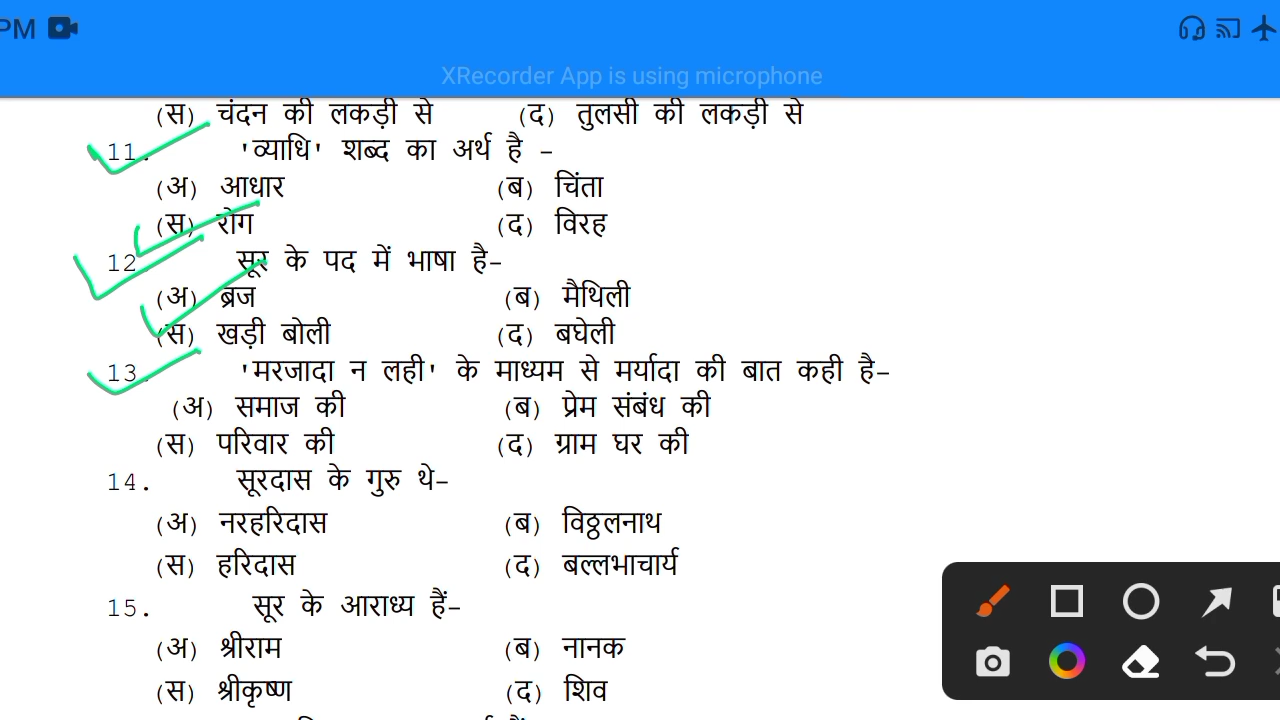 PM
XRecorder App is using microphone
(स) चंदन की लकड़ी से (द) तुलसी की लकड़ी से
11. 'व्याधि' शब्द का अर्थ है -
(अ) आधार (ब) चिंता
(स) रोग (द) विरह
12. सूर के पद में भाषा है-
(अ) ब्रज (ब) मैथिली
(स) खड़ी बोली (द) बघेली
13. 'मरजादा न लही' के माध्यम से मर्यादा की बात कही है-
(अ) समाज की (ब) प्रेम संबंध की
(स) परिवार की (द) ग्राम घर की
14. सूरदास के गुरु थे-
(अ) नरहरिदास (ब) विठ्ठलनाथ
(स) हरिदास (द) बल्लभाचार्य
15. सूर के आराध्य हैं-
(अ) श्रीराम (ब) नानक
(स) श्रीकृष्ण (द) शिव